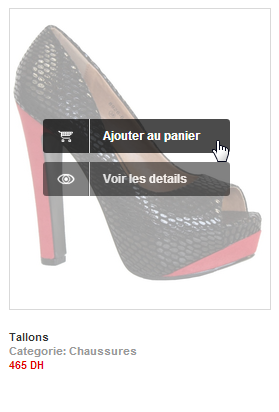 Ajouter au panier
Voir les details
Tallons
Categorie: Chaussures
465 DH